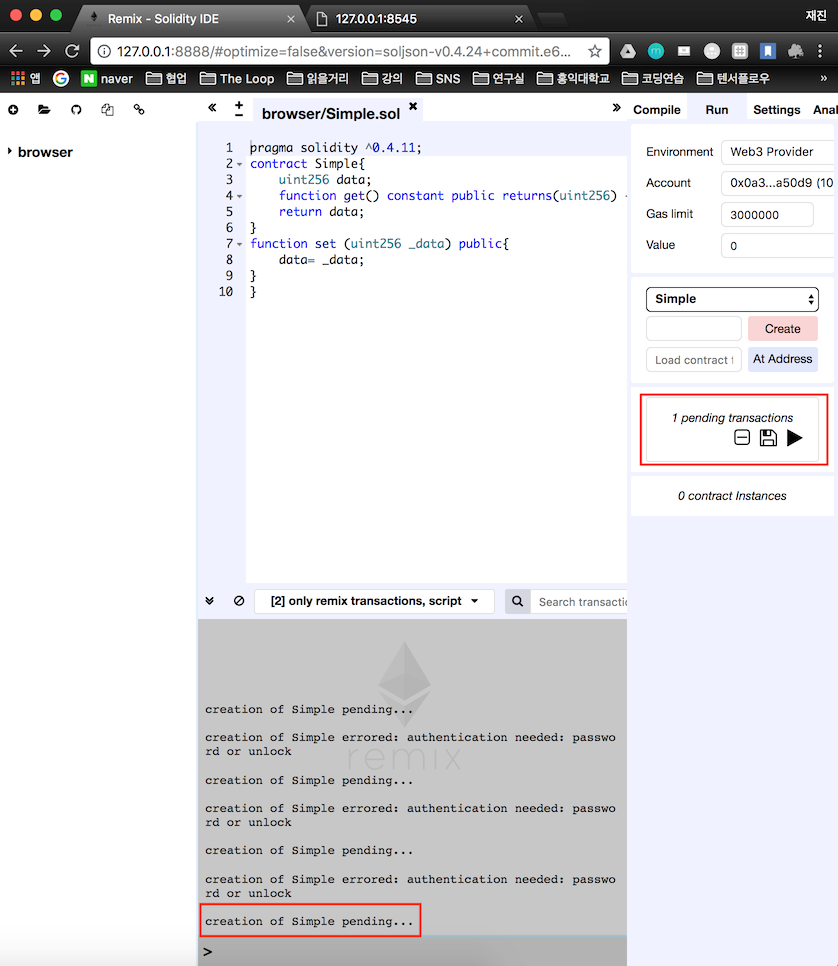 Remix - Solidity IDE
127.0.0.1:8545
재진
127.0.0.1:8888/#optimize=false&version=soljson-v0.4.24+commit.e6...
앱
naver
협업
The Loop
읽을거리
강의
SNS
연구실
홍익대학교
코딩연습
텐서플로우
»
browser
browser/Simple.sol
Compile
Run
Settings
Anal
1 pragma solidity ^0.4.11;
2 contract Simple{
3 uint256 data;
4 function get() constant public returns(uint256)
5 return data;
6 }
7 function set (uint256 _data) public{
8 data= _data;
9 }
10 }
Environment Web3 Provider
Account 0x0a3...a50d9 (10
Gas limit 3000000
Value 0
Simple
Create
Load contract f
At Address
1 pending transactions
0 contract Instances
[2] only remix transactions, script
Search transactio
remix
creation of Simple pending...
creation of Simple errored: authentication needed: passwo
rd or unlock
creation of Simple pending...
creation of Simple errored: authentication needed: passwo
rd or unlock
creation of Simple pending...
creation of Simple errored: authentication needed: passwo
rd or unlock
creation of Simple pending...
>